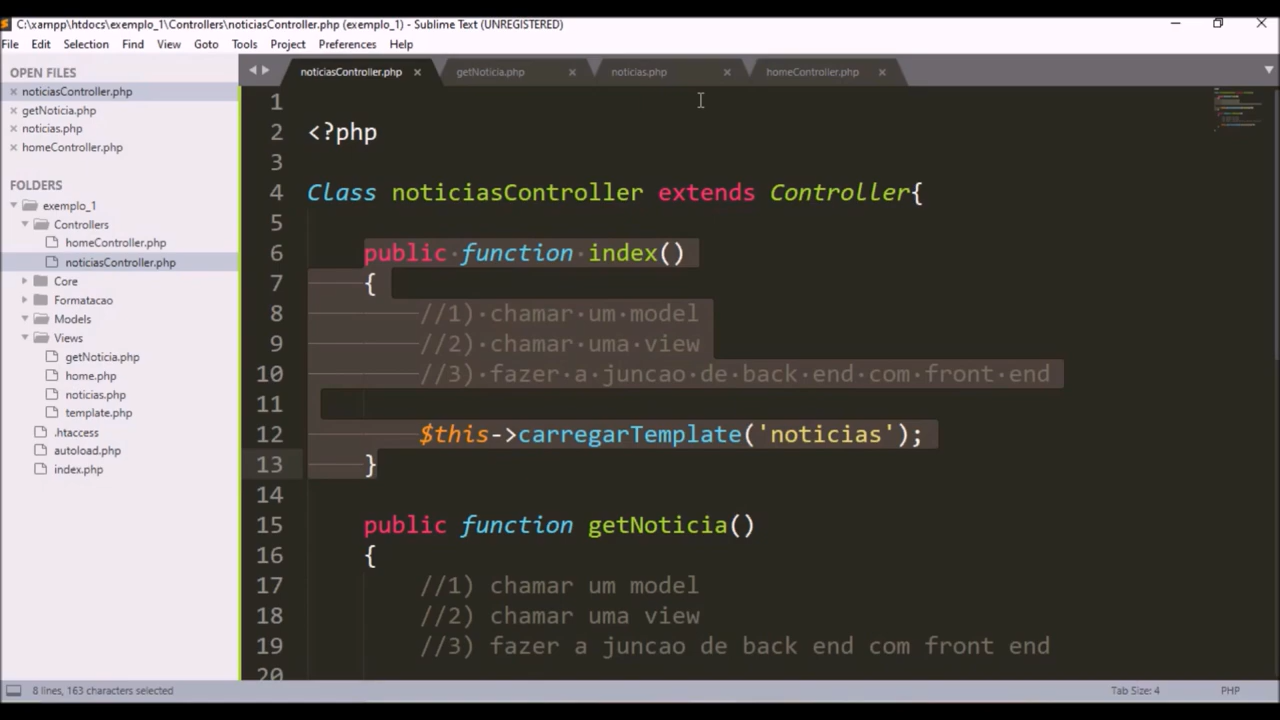 C:\xampp\htdocs\exemplo_1\Controllers\noticiasController.php (exemplo_1) - Sublime Text (UNREGISTERED)
File Edit Selection Find View Goto Tools Project Preferences Help
OPEN FILES
noticiasController.php
getNoticia.php
noticias.php
homeController.php
FOLDERS
exemplo_1
Controllers
homeController.php
noticiasController.php
Core
Formatacao
Models
Views
getNoticia.php
home.php
noticias.php
template.php
.htaccess
autoload.php
index.php
noticiasController.php getNoticia.php noticias.php homeController.php
1
2 <?php
3
4 Class noticiasController extends Controller{
5
6 public function index()
7 {
8 //1) chamar um model
9 //2) chamar uma view
10 //3) fazer a juncao de back end com front end
11
12 $this->carregarTemplate('noticias');
13 }
14
15 public function getNoticia()
16 {
17 //1) chamar um model
18 //2) chamar uma view
19 //3) fazer a juncao de back end com front end
20
8 lines, 163 characters selected Tab Size: 4 PHP